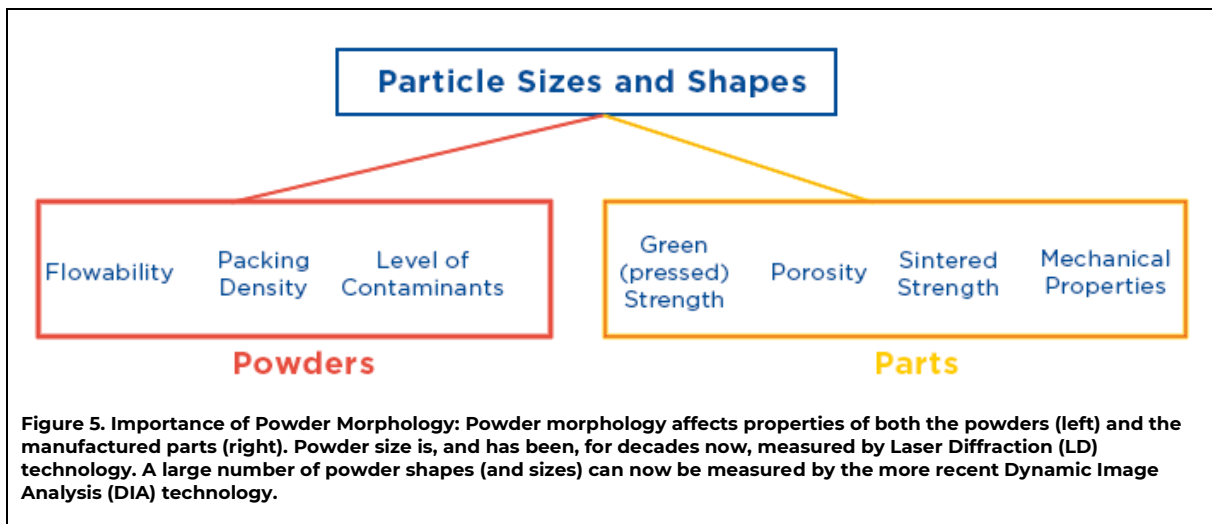 Particle Sizes and Shapes
Flowability
Packing
Density
Level of
Contaminants
Green
(pressed)
Strength
Porosity
Sintered
Strength
Mechanical
Properties
Powders
Parts
Figure 5. Importance of Powder Morphology: Powder morphology affects properties of both the powders (left) and the
manufactured parts (right). Powder size is, and has been, for decades now, measured by Laser Diffraction (LD)
technology. A large number of powder shapes (and sizes) can now be measured by the more recent Dynamic Image
Analysis (DIA) technology.